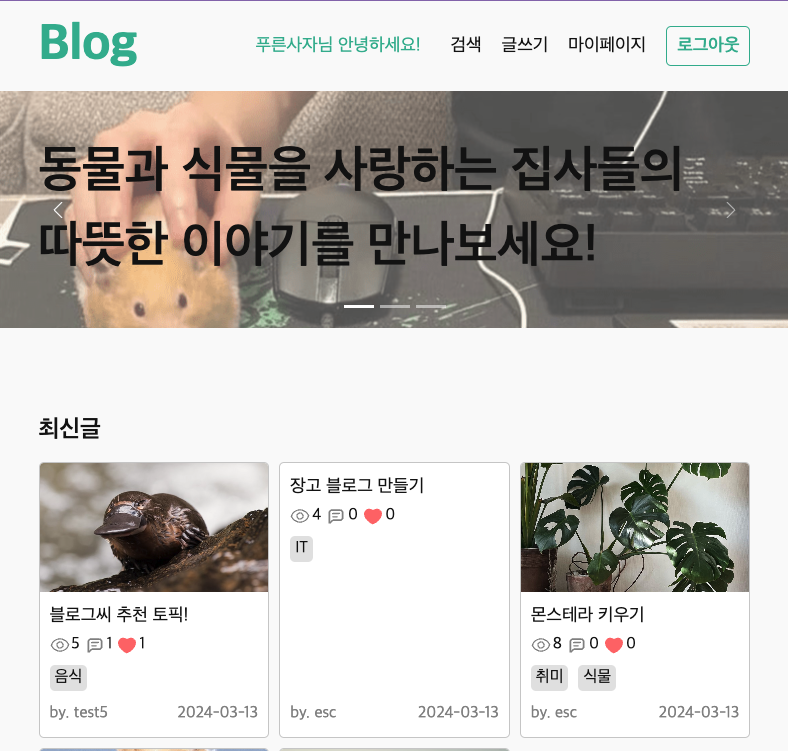 Blog
푸른사자님 안녕하세요! 검색 글쓰기 마이페이지 로그아웃
동물과 식물을 사랑하는 집사들의
따뜻한 이야기를 만나보세요!
최신글
블로그씨 추천 토픽!
5 1 1
음식
by. test5 2024-03-13
장고 블로그 만들기
4 0 0
IT
by. esc 2024-03-13
몬스테라 키우기
8 0 0
취미 식물
by. esc 2024-03-13